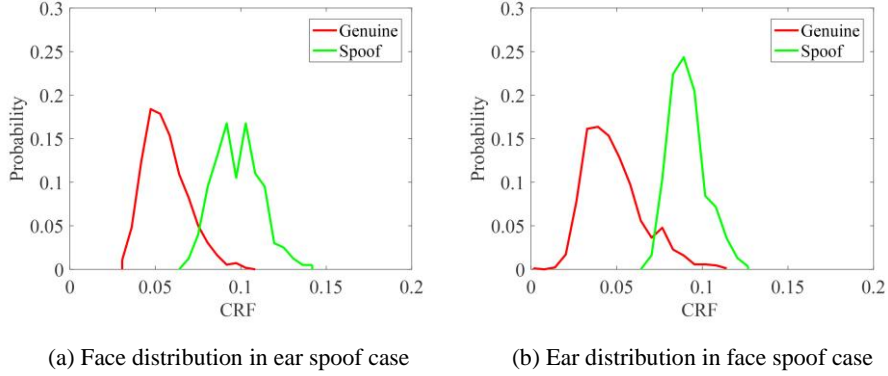 0.3
0.25
0.2
0.15
0.1
0.05
0
Probability
0 0.05 0.1 0.15 0.2
CRF
Genuine
Spoof
(a) Face distribution in ear spoof case
0.3
0.25
0.2
0.15
0.1
0.05
0
Probability
0 0.05 0.1 0.15 0.2
CRF
Genuine
Spoof
(b) Ear distribution in face spoof case